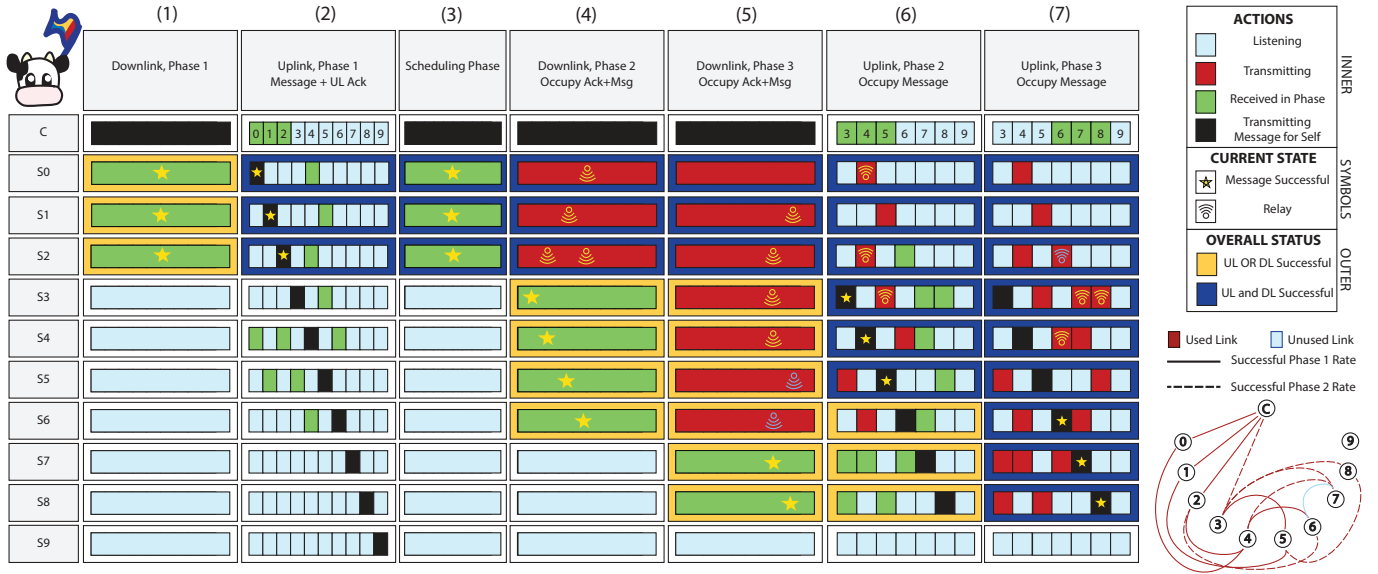 (1) (2) (3) (4) (5) (6) (7)
Downlink, Phase 1
Uplink, Phase 1
Message + UL Ack
Scheduling Phase
Downlink, Phase 2
Occupy Ack+Msg
Downlink, Phase 3
Occupy Ack+Msg
Uplink, Phase 2
Occupy Message
Uplink, Phase 3
Occupy Message
C
0 1 2 3 4 5 6 7 8 9
3 4 5 6 7 8 9
3 4 5 6 7 8 9
S0
S1
S2
S3
S4
S5
S6
S7
S8
S9
ACTIONS
Listening
Transmitting
Received in Phase
Transmitting
Message for Self
INNER
CURRENT STATE
Message Successful
Relay
SYMBOLS
OVERALL STATUS
UL OR DL Successful
UL and DL Successful
OUTER
Used Link
Unused Link
Successful Phase 1 Rate
Successful Phase 2 Rate
C
0
1
2
3
4
5
6
7
8
9